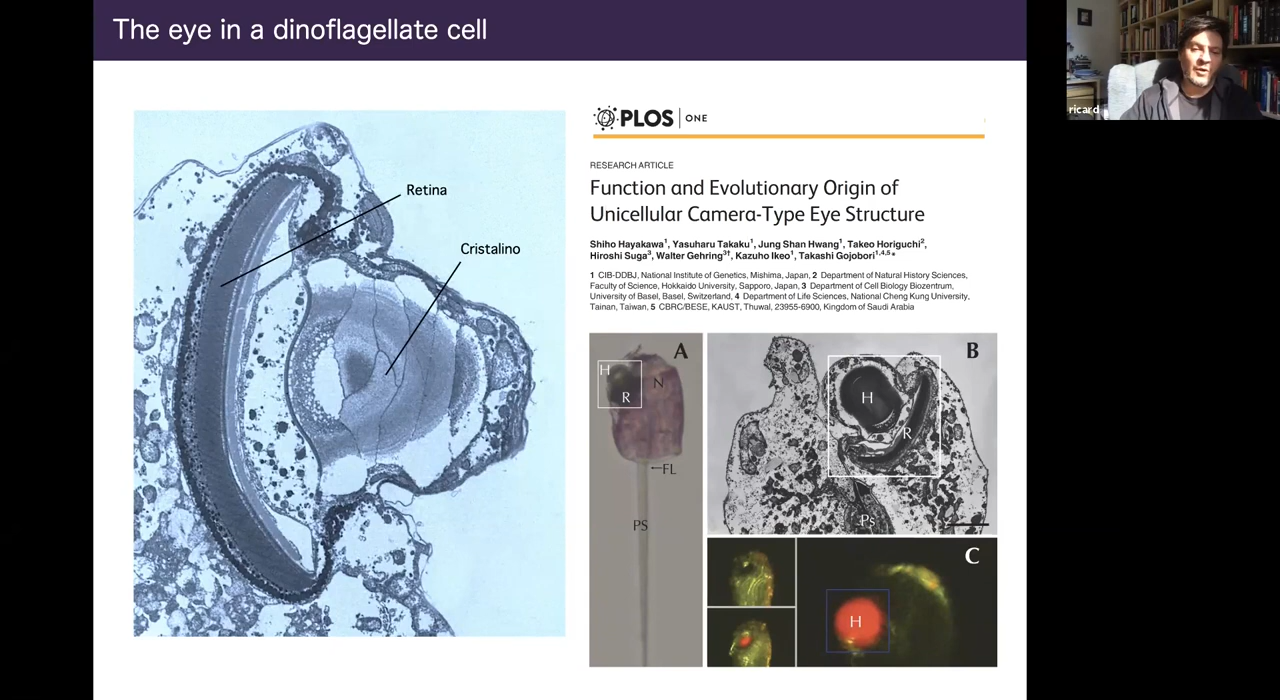 The eye in a dinoflagellate cell
ricard
Retina
Cristalino
PLOS | ONE
RESEARCH ARTICLE
Function and Evolutionary Origin of
Unicellular Camera-Type Eye Structure
Shiho Hayakawa1, Yasuharu Takaku1, Jung Shan Hwang1, Takeo Horiguchi2,
Hiroshi Suga3, Walter Gehring3†, Kazuho Ikeo1, Takashi Gojobori1,4,5*
1 CIB-DDBJ, National Institute of Genetics, Mishima, Japan, 2 Department of Natural History Sciences,
Faculty of Science, Hokkaido University, Sapporo, Japan, 3 Department of Cell Biology Biozentrum,
University of Basel, Basel, Switzerland, 4 Department of Life Sciences, National Cheng Kung University,
Tainan, Taiwan, 5 CBRC/BESE, KAUST, Thuwal, 23955-6900, Kingdom of Saudi Arabia
A
H
N
R
←FL
PS
B
H
R
Ps
C
H